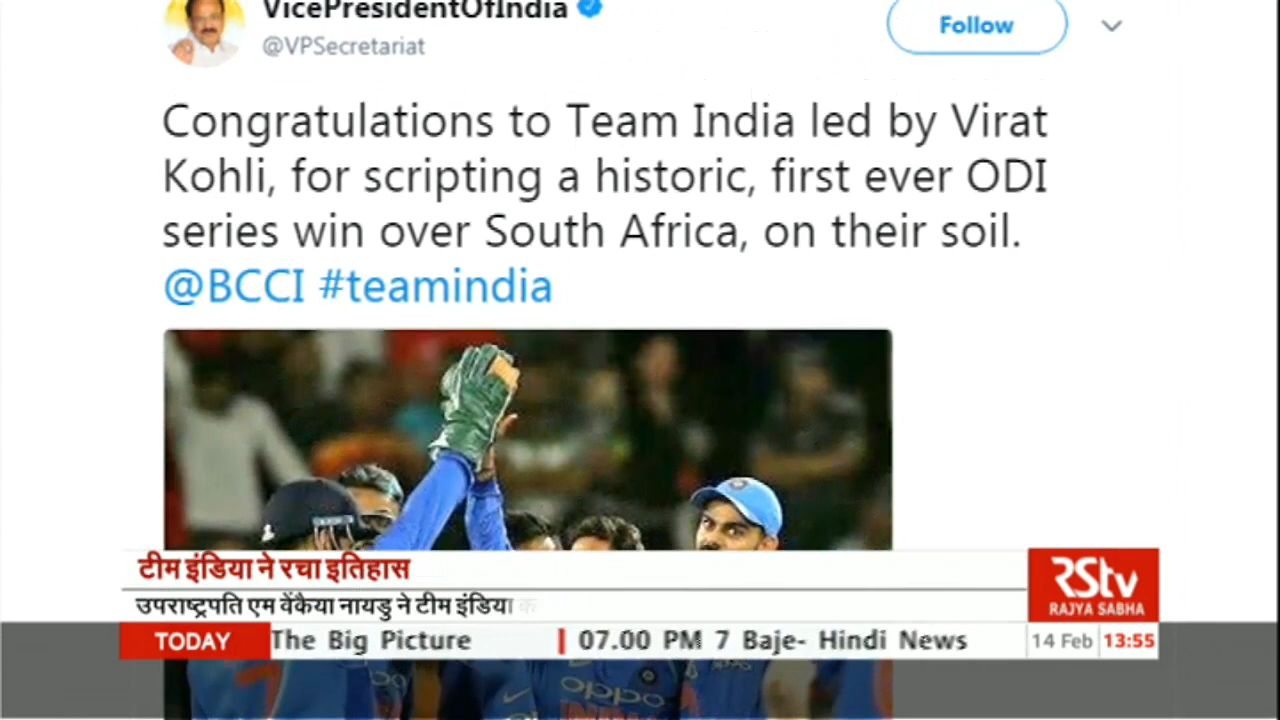 VicePresidentOfIndia
@VPSecretariat
Follow
Congratulations to Team India led by Virat
Kohli, for scripting a historic, first ever ODI
series win over South Africa, on their soil.
@BCCI #teamindia
टीम इंडिया ने रचा इतिहास
उपराष्ट्रपति एम वेंकैया नायडु ने टीम इंडिया
RStv
RAJYA SABHA
TODAY
The Big Picture
07.00 PM 7 Baje- Hindi News
14 Feb 13:55
oppo